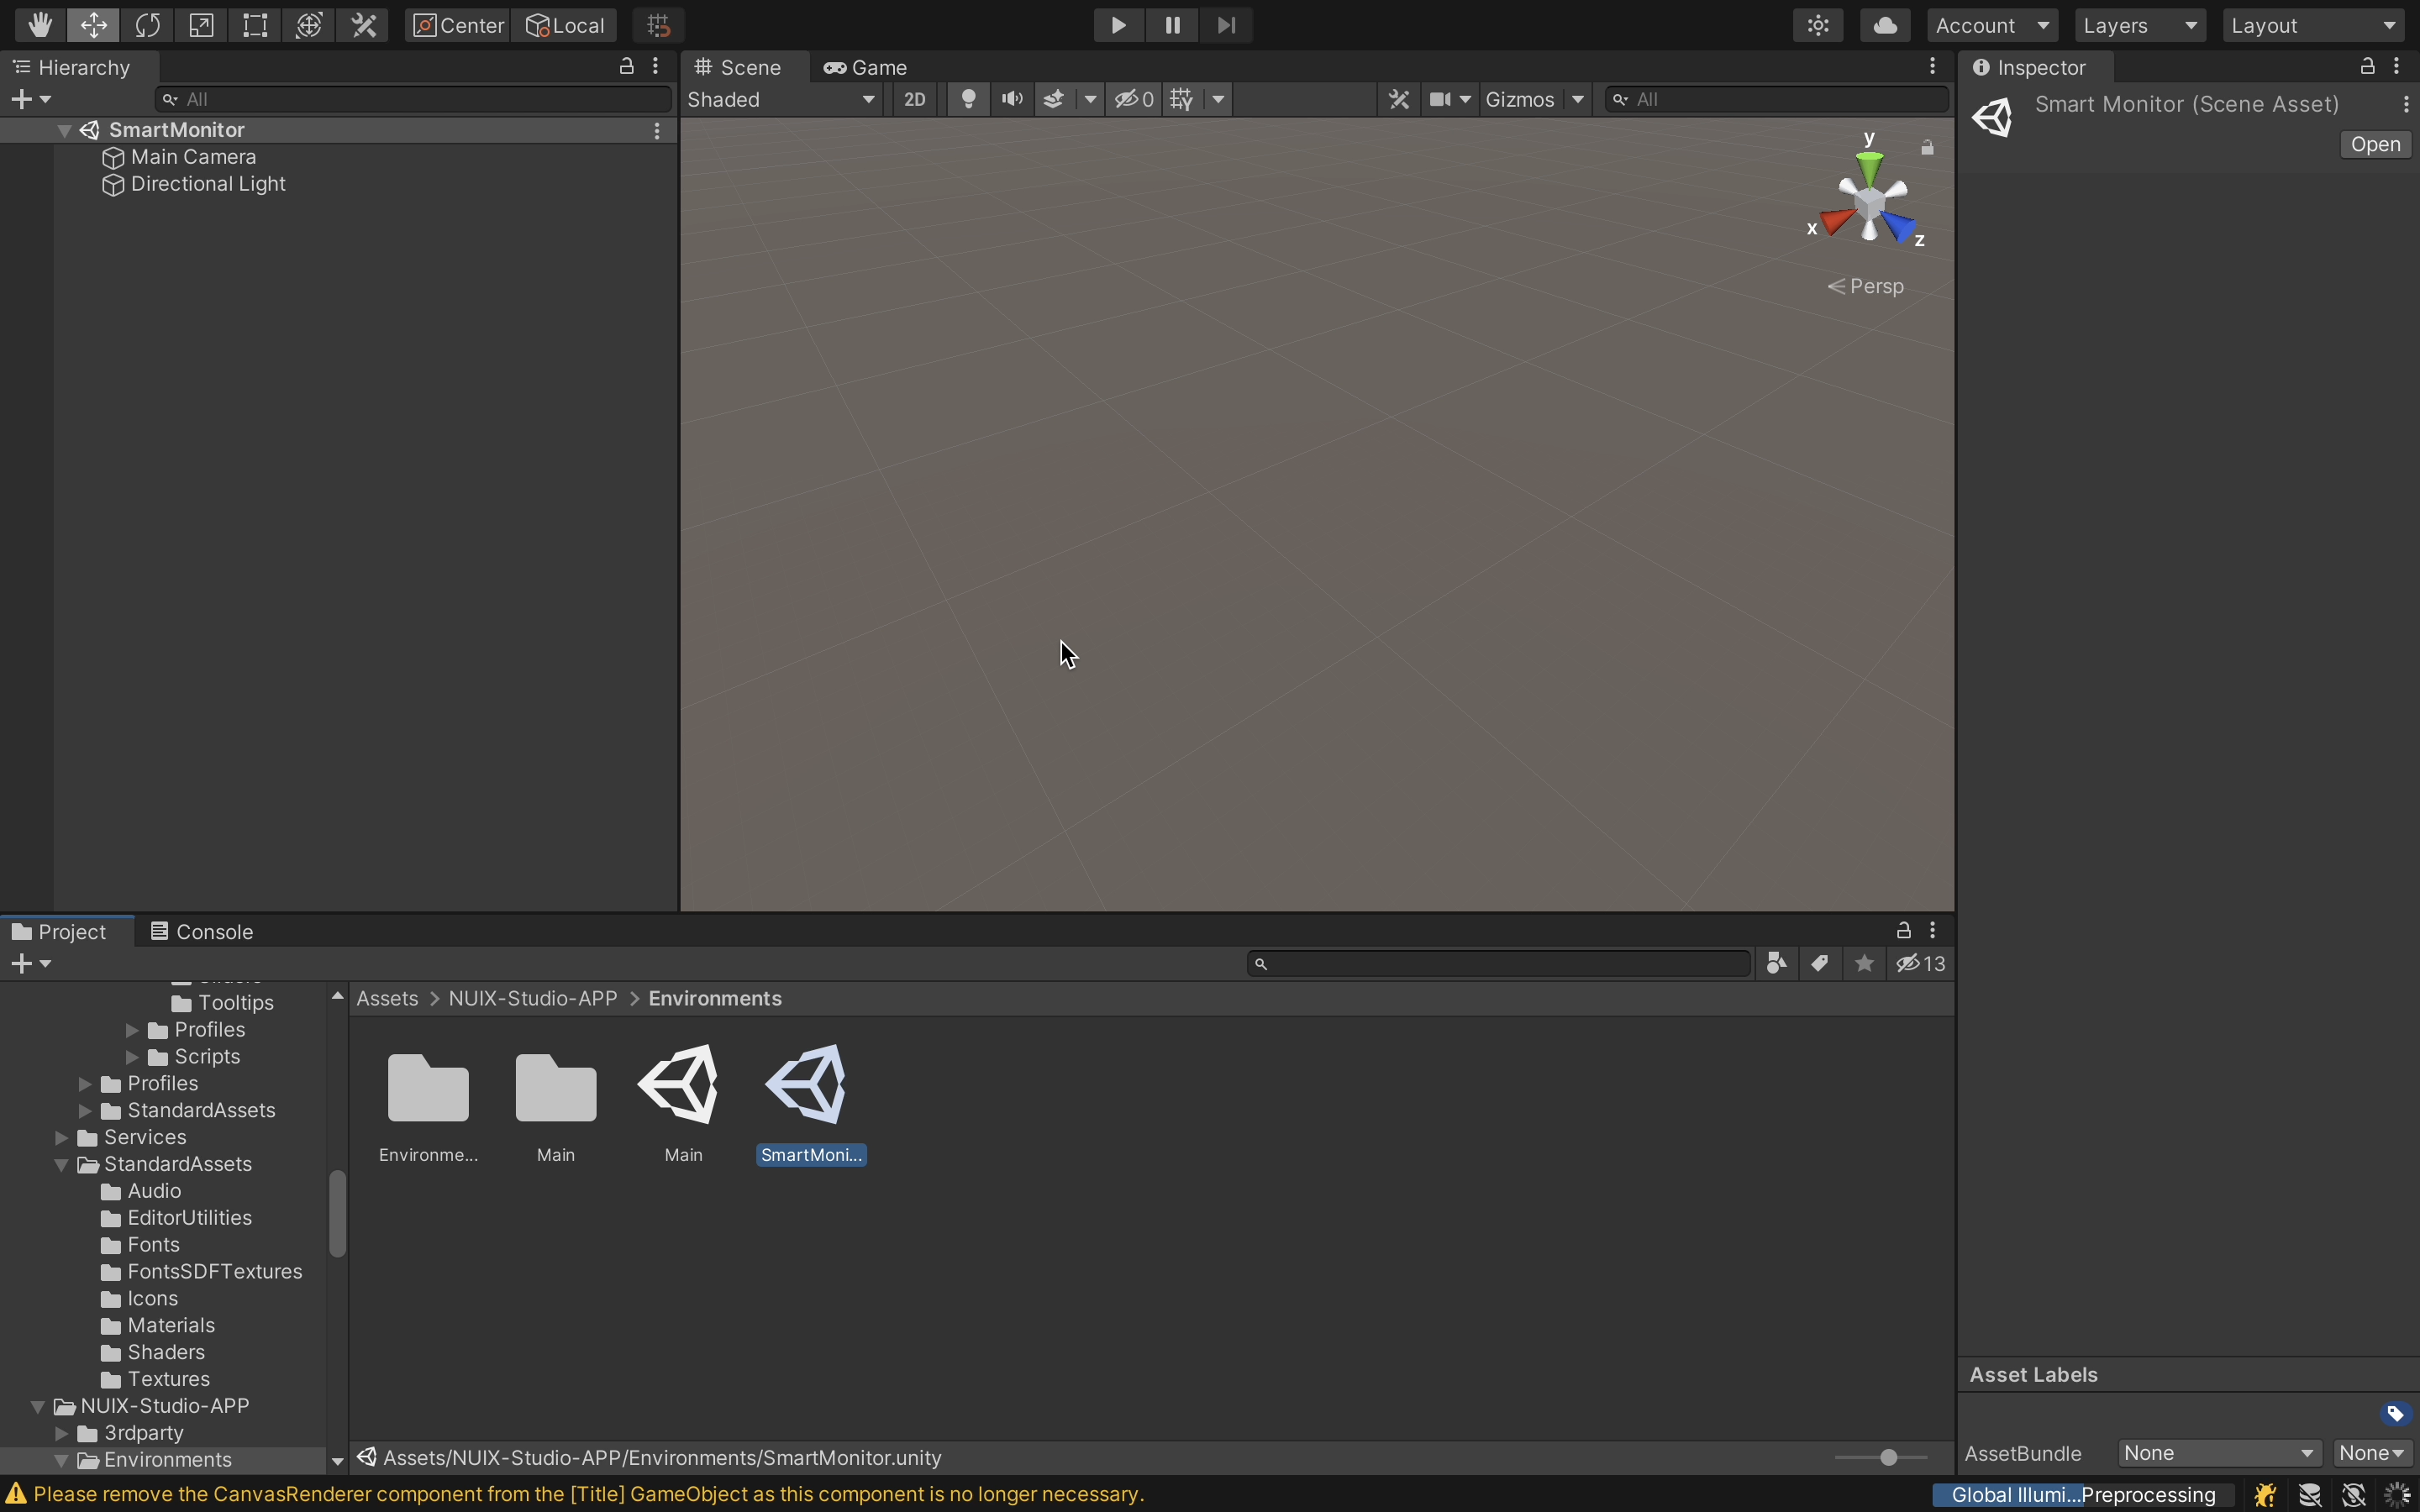 Center
Local
Account
Layers
Layout
Hierarchy
All
SmartMonitor
Main Camera
Directional Light
Scene
Game
Shaded
2D
0
Gizmos
All
y
x
z
Persp
Inspector
Smart Monitor (Scene Asset)
Open
Project
Console
13
Tooltips
Profiles
Scripts
Profiles
StandardAssets
Services
StandardAssets
Audio
EditorUtilities
Fonts
FontsSDFTextures
Icons
Materials
Shaders
Textures
NUIX-Studio-APP
3rdparty
Environments
Assets > NUIX-Studio-APP > Environments
Environme...
Main
Main
SmartMoni...
Assets/NUIX-Studio-APP/Environments/SmartMonitor.unity
Asset Labels
AssetBundle
None
None
Please remove the CanvasRenderer component from the [Title] GameObject as this component is no longer necessary.
Global Illumi...Preprocessing